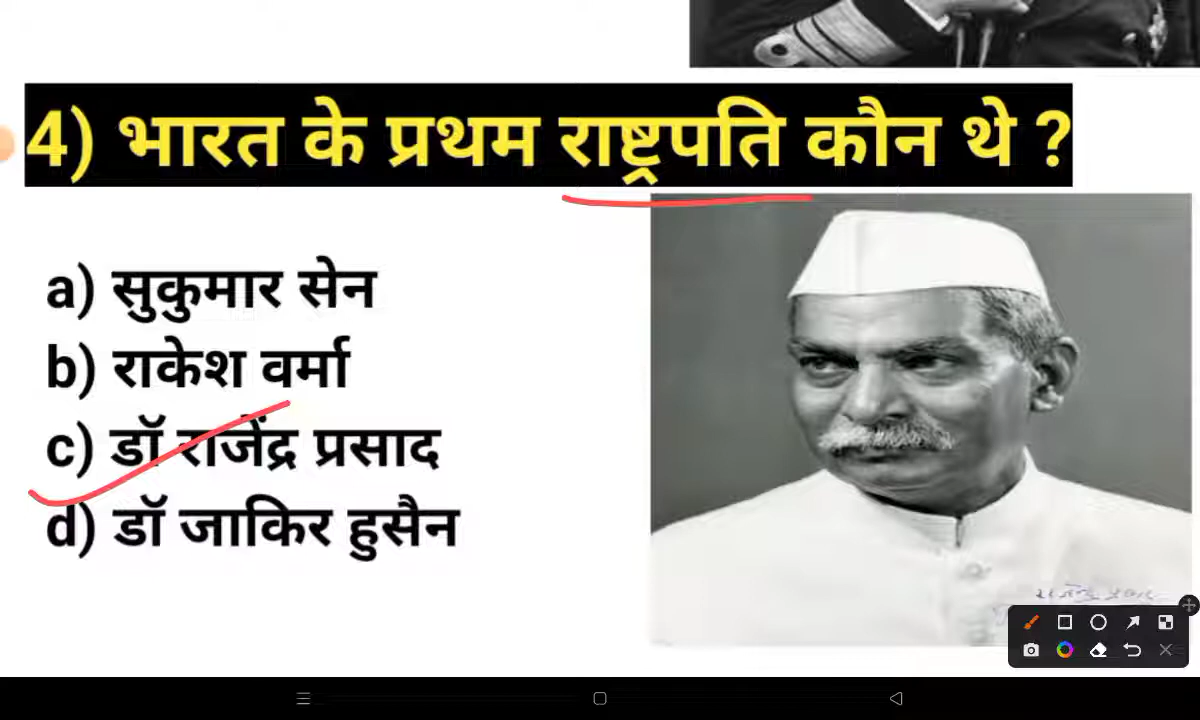 4) भारत के प्रथम राष्ट्रपति कौन थे ?
a) सुकुमार सेन
b) राकेश वर्मा
c) डॉ राजेंद्र प्रसाद
d) डॉ जाकिर हुसैन